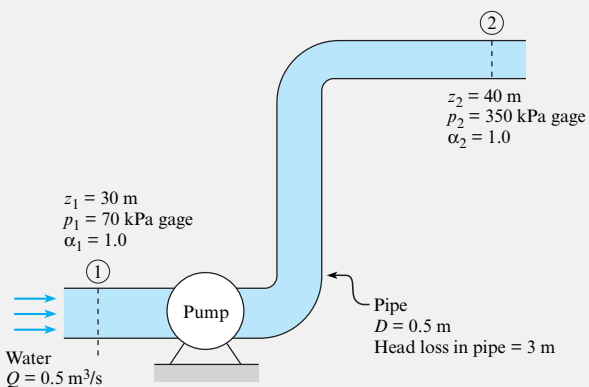 ②
z₂ = 40 m
p₂ = 350 kPa gage
α₂ = 1.0
z₁ = 30 m
p₁ = 70 kPa gage
α₁ = 1.0
①
Pump
Pipe
D = 0.5 m
Head loss in pipe = 3 m
Water
Q = 0.5 m³/s